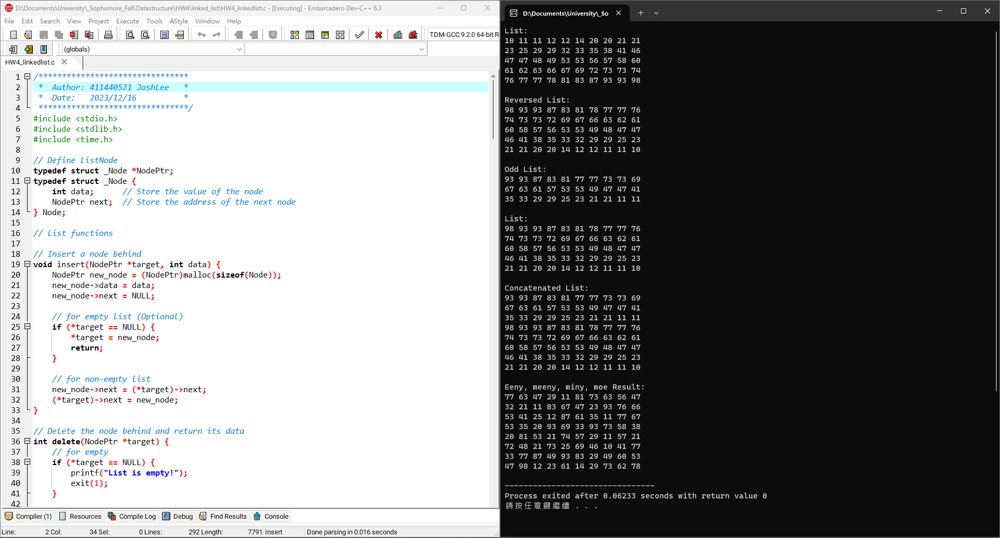 D:\Documents\University\_Sophomore_Fall\Datastructure\HW4\linked_list\HW4_linkedlist.c - [Executing] - Embarcadero Dev-C++ 6.3
File Edit Search View Project Execute Tools AStyle Window Help
TDM-GCC 9.2.0 64-bit Re
(globals)
HW4_linkedlist.c
1 /********************************
2  *  Author: 411440521 JoshLee   *
3  *  Date:   2023/12/16          *
4  ********************************/
5 #include <stdio.h>
6 #include <stdlib.h>
7 #include <time.h>
8
9 // Define ListNode
10 typedef struct _Node *NodePtr;
11 typedef struct _Node {
12     int data;      // Store the value of the node
13     NodePtr next;  // Store the address of the next node
14 } Node;
15
16 // List functions
17
18 // Insert a node behind
19 void insert(NodePtr *target, int data) {
20     NodePtr new_node = (NodePtr)malloc(sizeof(Node));
21     new_node->data = data;
22     new_node->next = NULL;
23
24     // for empty list (Optional)
25     if (*target == NULL) {
26         *target = new_node;
27         return;
28     }
29
30     // for non-empty list
31     new_node->next = (*target)->next;
32     (*target)->next = new_node;
33 }
34
35 // Delete the node behind and return its data
36 int delete(NodePtr *target) {
37     // for empty
38     if (*target == NULL) {
39         printf("List is empty!");
40         exit(1);
41     }
42
Compiler (1) Resources Compile Log Debug Find Results Console
Line: 2 Col: 34 Sel: 0 Lines: 292 Length: 7791 Insert Done parsing in 0.016 seconds
D:\Documents\University\_So
List:
10 11 11 12 12 14 20 20 21 21
23 25 29 29 32 33 35 38 41 46
47 47 48 49 53 53 56 57 58 60
61 62 63 66 67 69 72 73 73 74
76 77 77 78 81 83 87 93 93 98

Reversed List:
98 93 93 87 83 81 78 77 77 76
74 73 73 72 69 67 66 63 62 61
60 58 57 56 53 53 49 48 47 47
46 41 38 35 33 32 29 29 25 23
21 21 20 20 14 12 12 11 11 10

Odd List:
93 93 87 83 81 77 77 73 73 69
67 63 61 57 53 53 49 47 47 41
35 33 29 29 25 23 21 21 11 11

List:
98 93 93 87 83 81 78 77 77 76
74 73 73 72 69 67 66 63 62 61
60 58 57 56 53 53 49 48 47 47
46 41 38 35 33 32 29 29 25 23
21 21 20 20 14 12 12 11 11 10

Concatenated List:
93 93 87 83 81 77 77 73 73 69
67 63 61 57 53 53 49 47 47 41
35 33 29 29 25 23 21 21 11 11
98 93 93 87 83 81 78 77 77 76
74 73 73 72 69 67 66 63 62 61
60 58 57 56 53 53 49 48 47 47
46 41 38 35 33 32 29 29 25 23
21 21 20 20 14 12 12 11 11 10

Eeny, meeny, miny, moe Result:
77 63 47 29 11 81 73 63 56 47
32 21 11 83 67 47 23 93 76 66
53 41 25 12 87 61 35 11 77 67
53 35 20 93 69 33 93 73 58 38
20 81 53 21 74 57 29 11 57 21
72 48 21 73 25 69 46 10 41 77
33 77 87 49 93 83 29 49 60 53
47 98 12 23 61 14 29 73 62 78

--------------------------------
Process exited after 0.06233 seconds with return value 0
請按任意鍵繼續 . . .